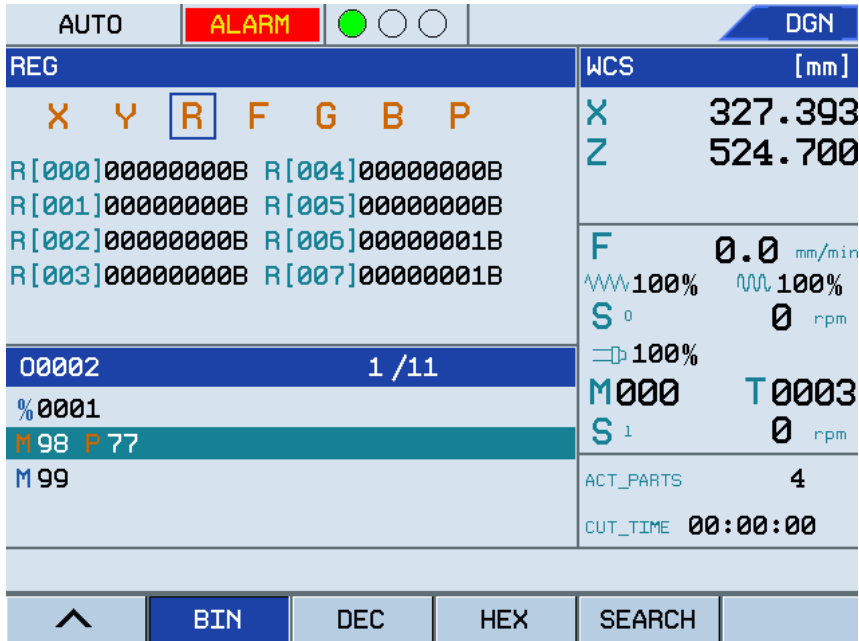 AUTO ALARM DGN
REG
X Y R F G B P
R[000]00000000B R[004]00000000B
R[001]00000000B R[005]00000000B
R[002]00000000B R[006]00000001B
R[003]00000000B R[007]00000001B
O0002 1/11
%0001
M98 P77
M99
WCS [mm]
X 327.393
Z 524.700
F 0.0 mm/min
100% 100%
S 0 0 rpm
100%
M000 T0003
S 1 0 rpm
ACT_PARTS 4
CUT_TIME 00:00:00
BIN DEC HEX SEARCH